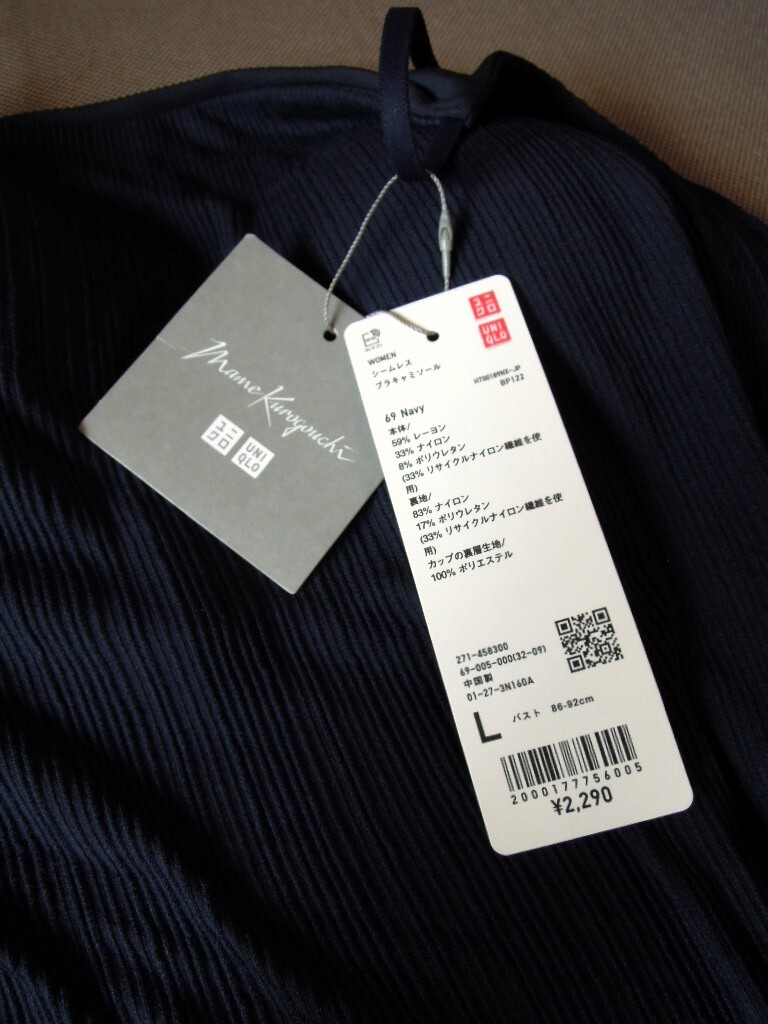 Mame Kurogouchi
ユニ
クロ
UNI
QLO
ユニ
クロ
UNI
QLO
WOMEN
シームレス
ブラキャミソール
BP122
69 Navy
本体/
59% レーヨン
33% ナイロン
8% ポリウレタン
(33% リサイクルナイロン繊維を使
用)
裏地/
83% ナイロン
17% ポリウレタン
(33% リサイクルナイロン繊維を使
用)
カップの裏層生地/
100% ポリエステル
271-458300
69-005-000(32-09)
中国製
01-27-3N160A
L バスト 86-92cm
2000177756005
¥2,290